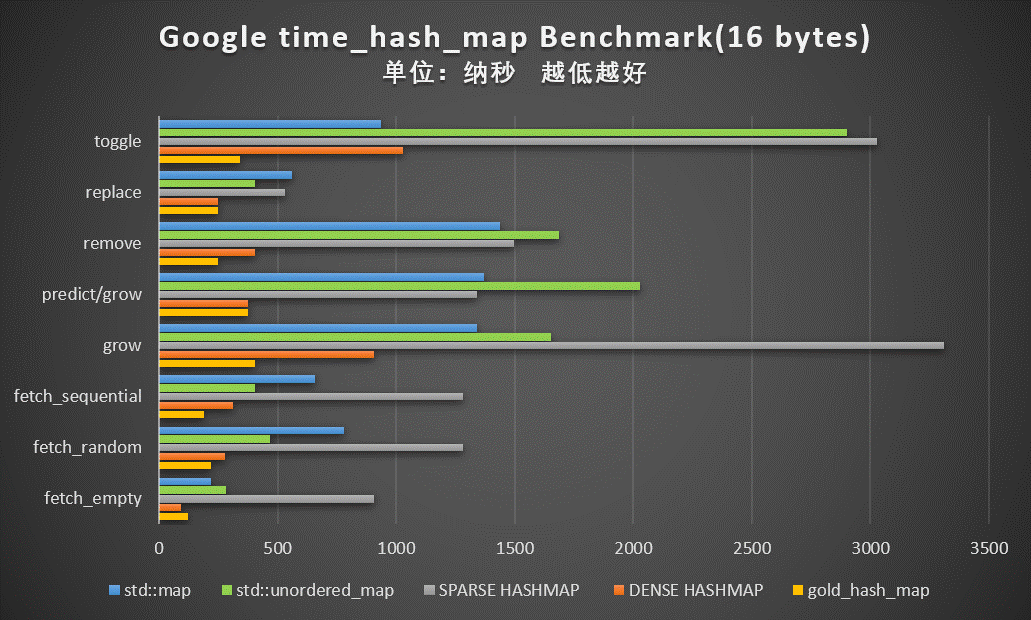 Google time_hash_map Benchmark(16 bytes)
单位：纳秒 越低越好
toggle
replace
remove
predict/grow
grow
fetch_sequential
fetch_random
fetch_empty
0 500 1000 1500 2000 2500 3000 3500
std::map std::unordered_map SPARSE HASHMAP DENSE HASHMAP gold_hash_map